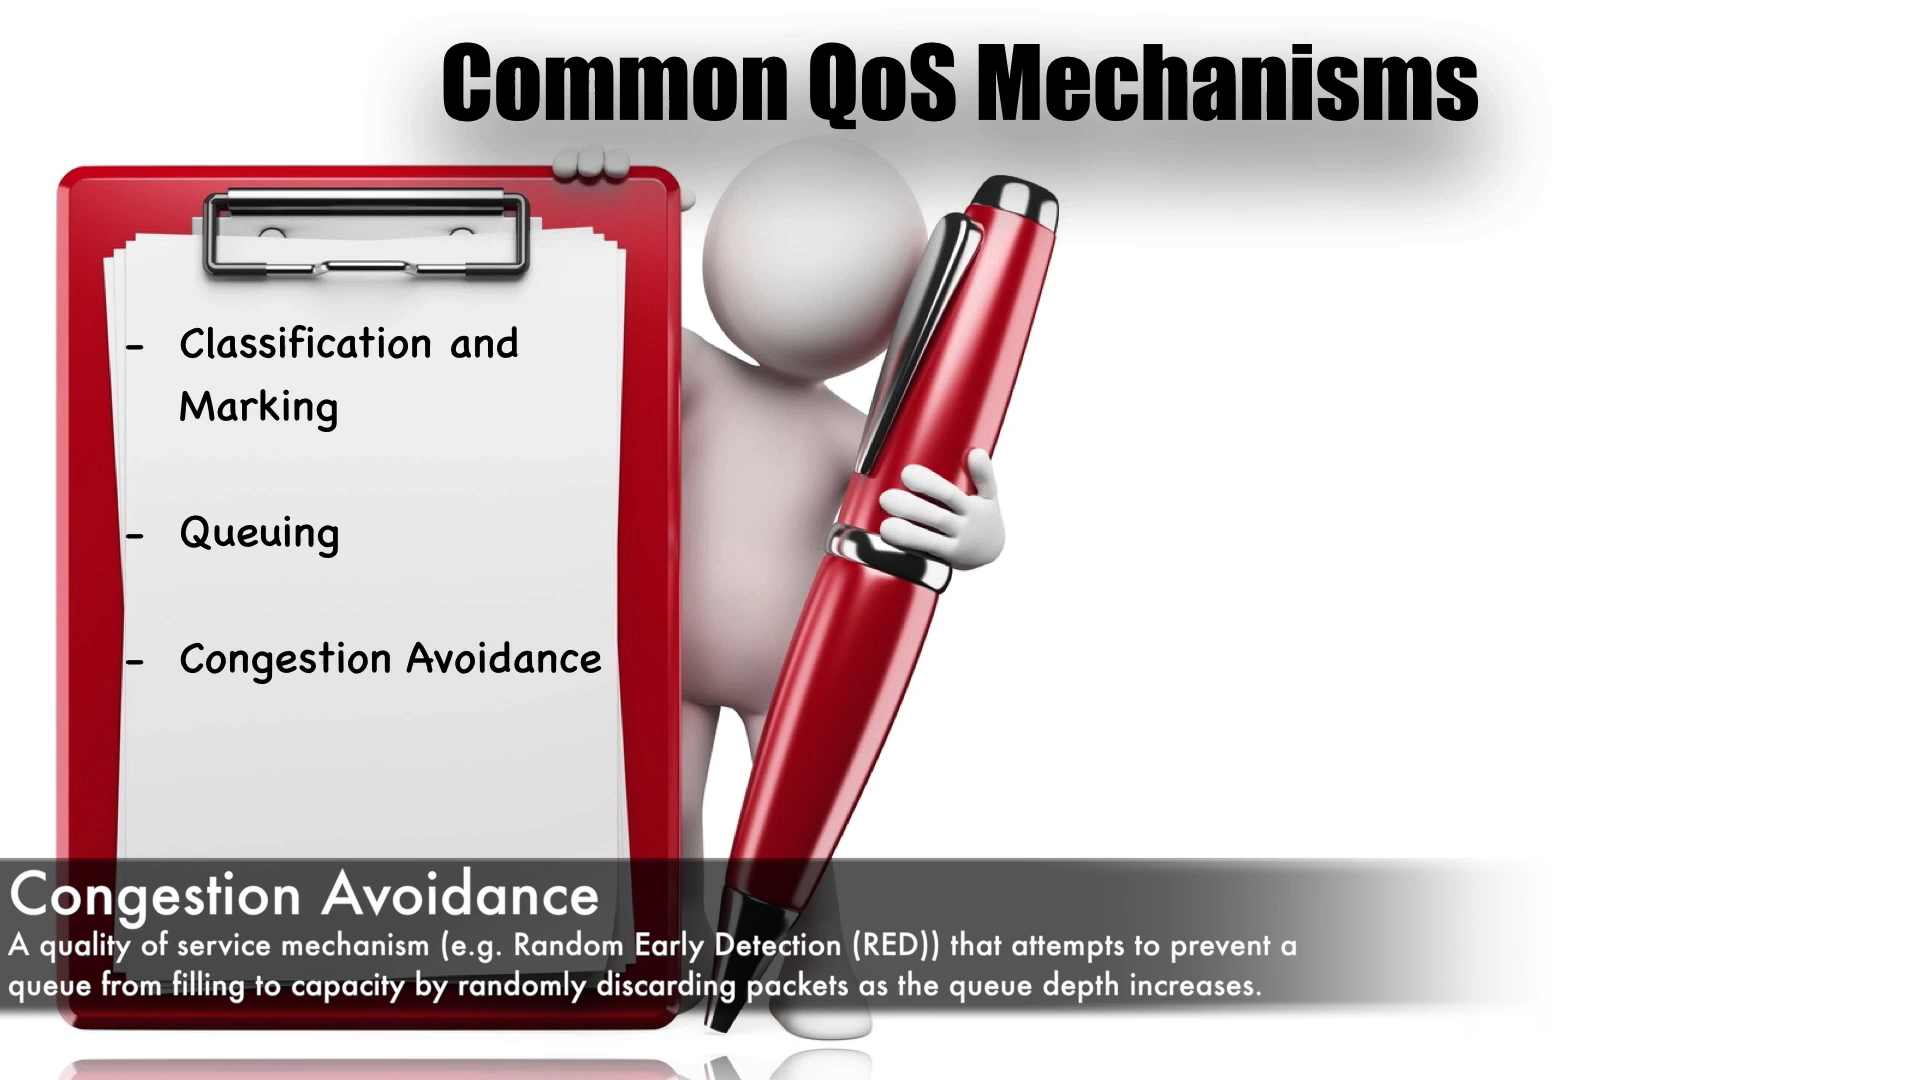 Common QoS Mechanisms
- Classification and
Marking
- Queuing
- Congestion Avoidance
Congestion Avoidance
A quality of service mechanism (e.g. Random Early Detection (RED)) that attempts to prevent a
queue from filling to capacity by randomly discarding packets as the queue depth increases.